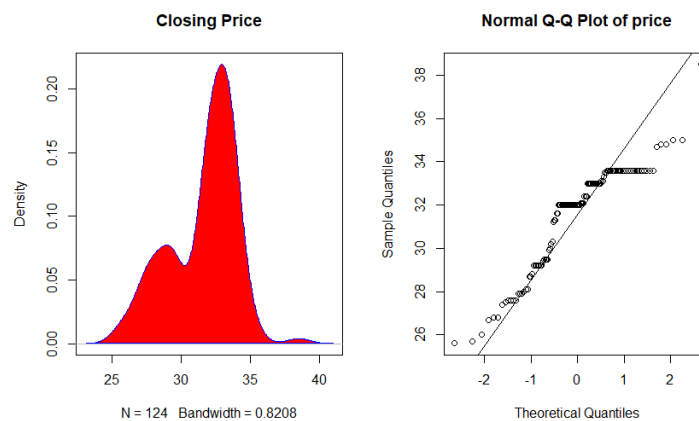 Closing Price
Density
0.00 0.05 0.10 0.15 0.20
25 30 35 40
N = 124 Bandwidth = 0.8208
Normal Q-Q Plot of price
Sample Quantiles
26 28 30 32 34 36 38
-2 -1 0 1 2
Theoretical Quantiles